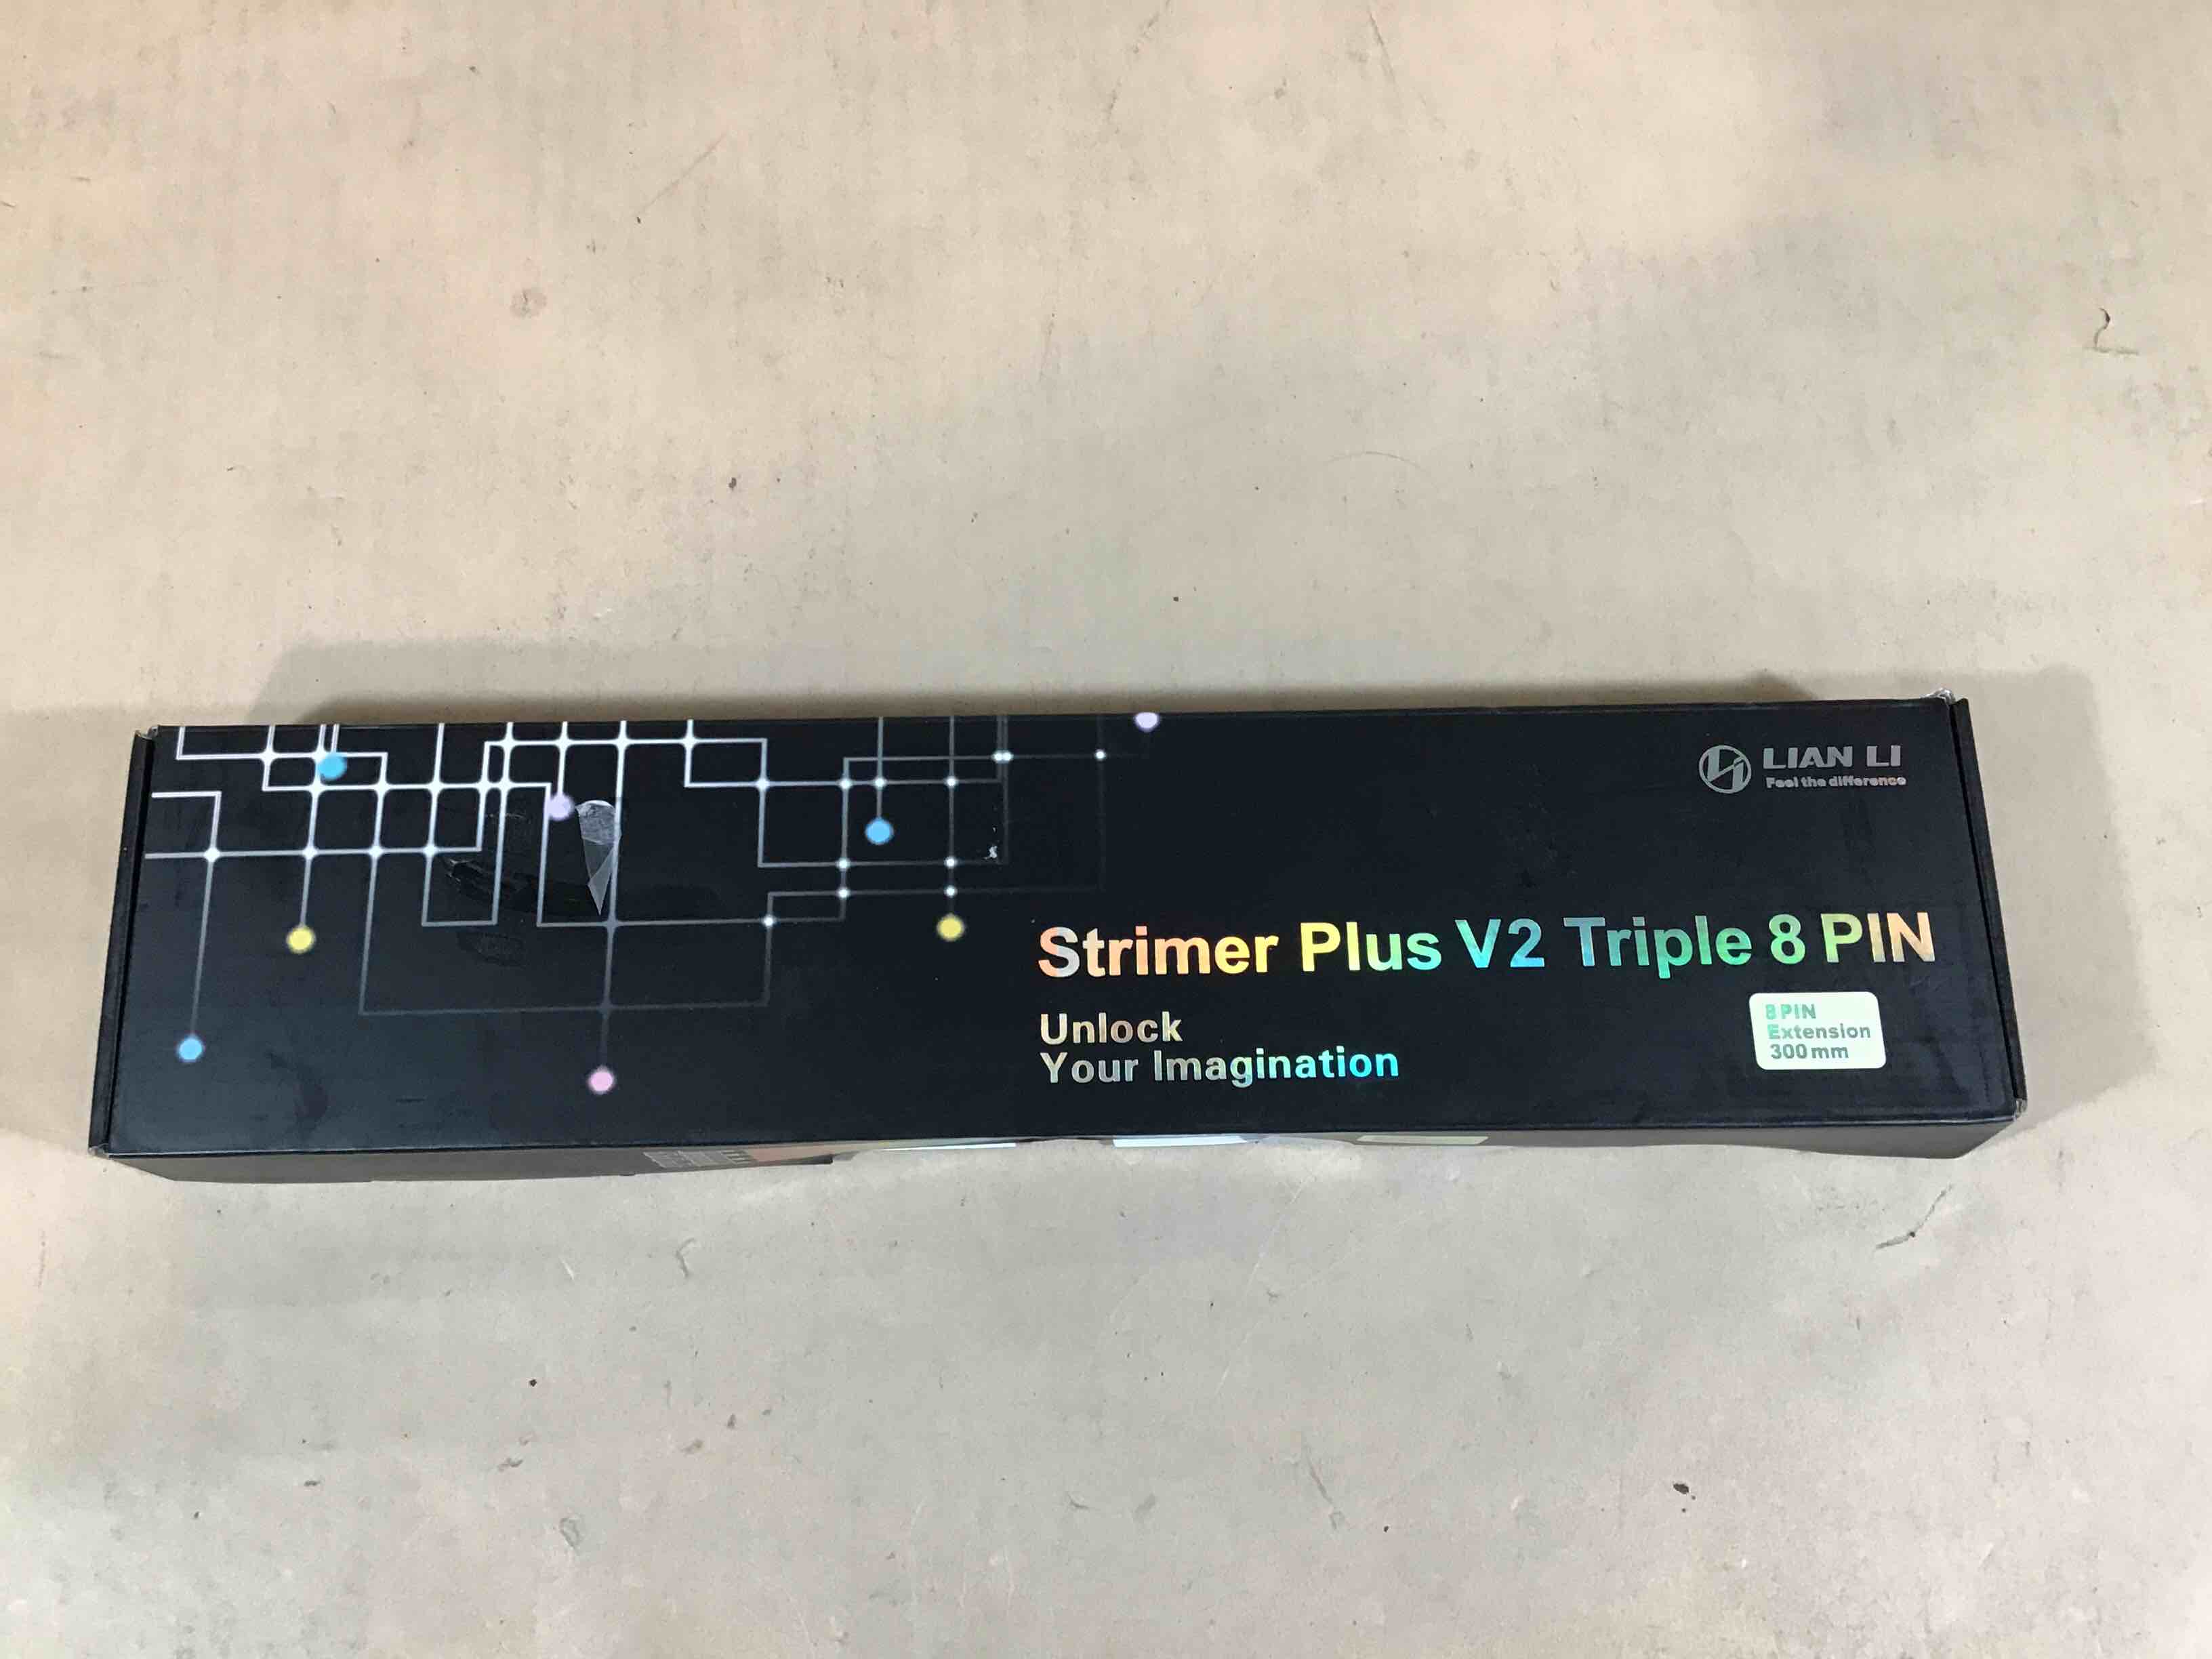 LIAN LI
Feel the difference
Strimer Plus V2 Triple 8 PIN
Unlock
Your Imagination
8 PIN
Extension
300 mm